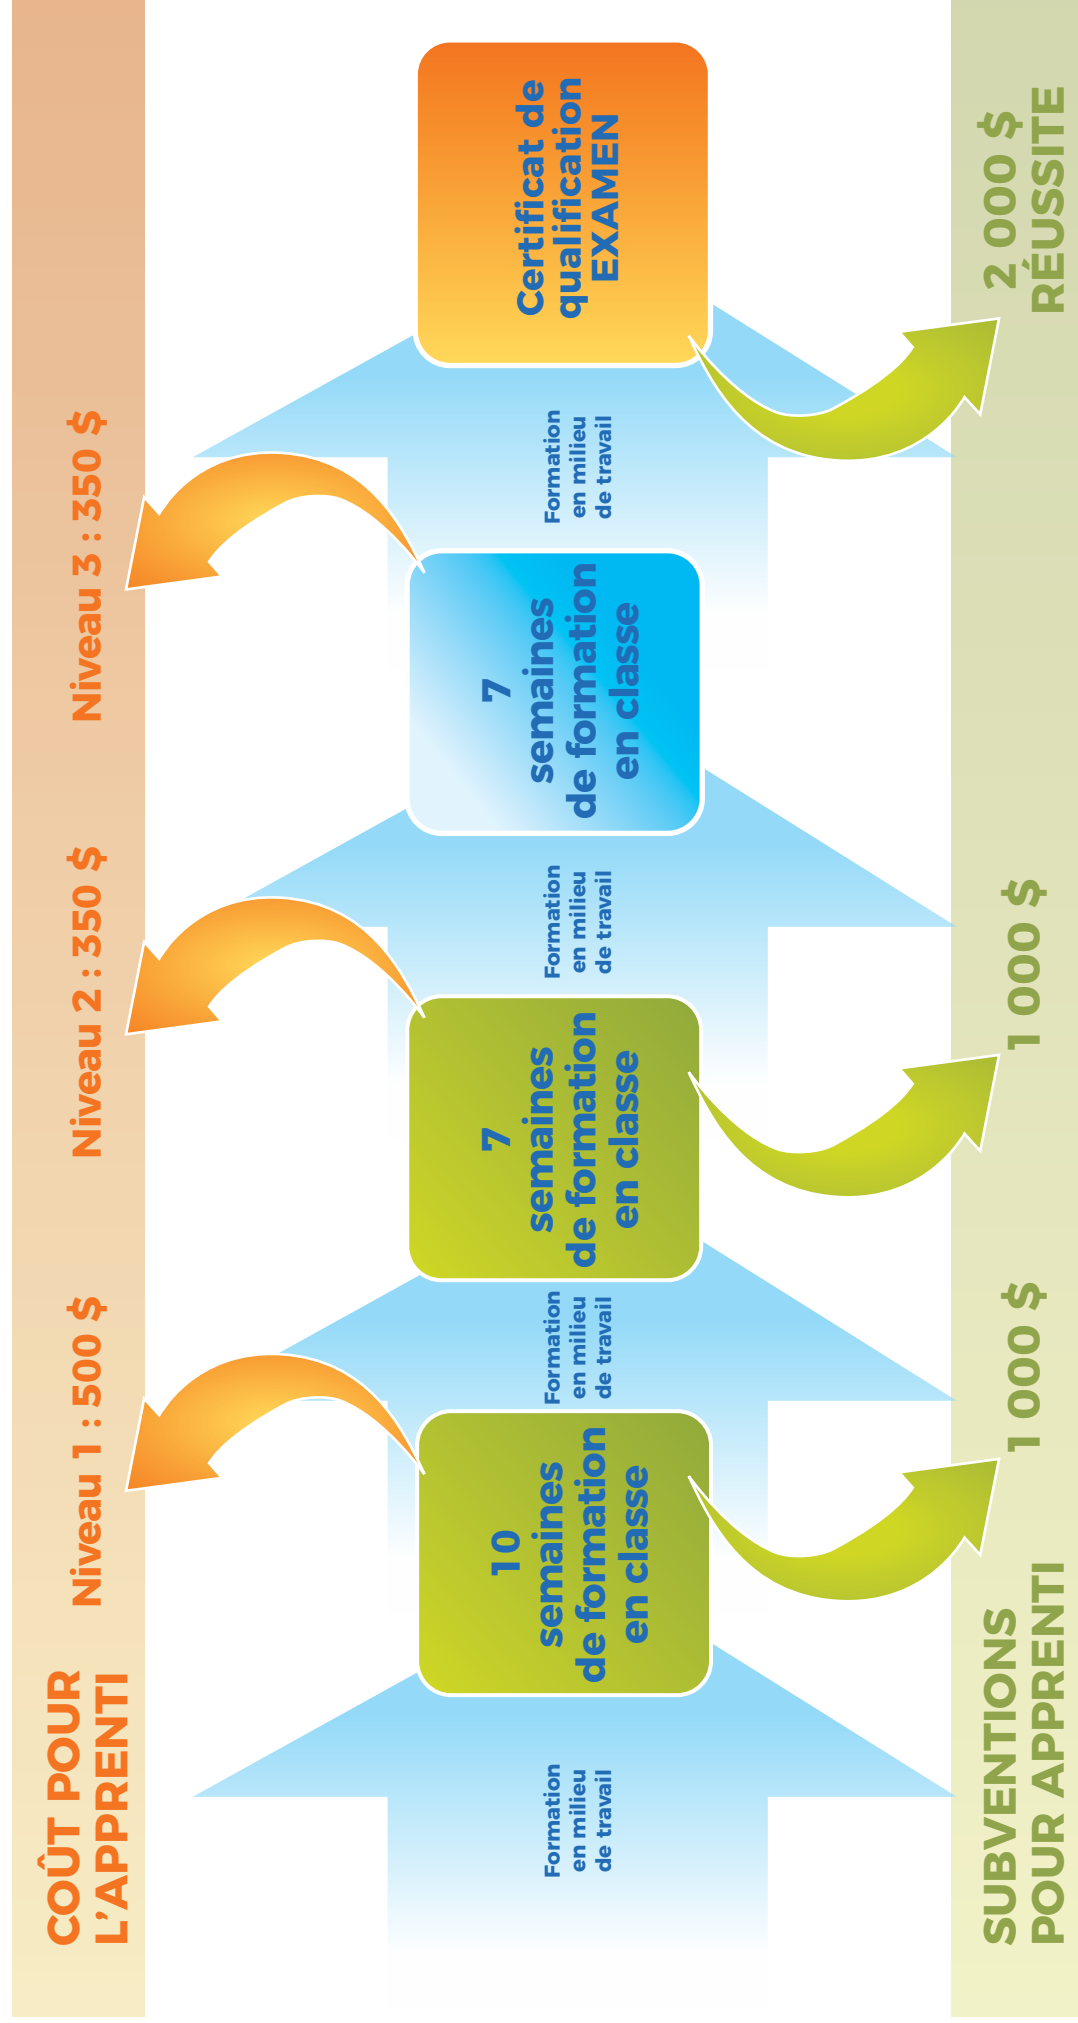 COÛT POUR
L'APPRENTI
Niveau 1 : 500 $
Niveau 2 : 350 $
Niveau 3 : 350 $
Formation
en milieu
de travail
10
semaines
de formation
en classe
Formation
en milieu
de travail
7
semaines
de formation
en classe
Formation
en milieu
de travail
7
semaines
de formation
en classe
Formation
en milieu
de travail
Certificat de
qualification
EXAMEN
SUBVENTIONS
POUR APPRENTI
1 000 $
1 000 $
2 000 $
RÉUSSITE